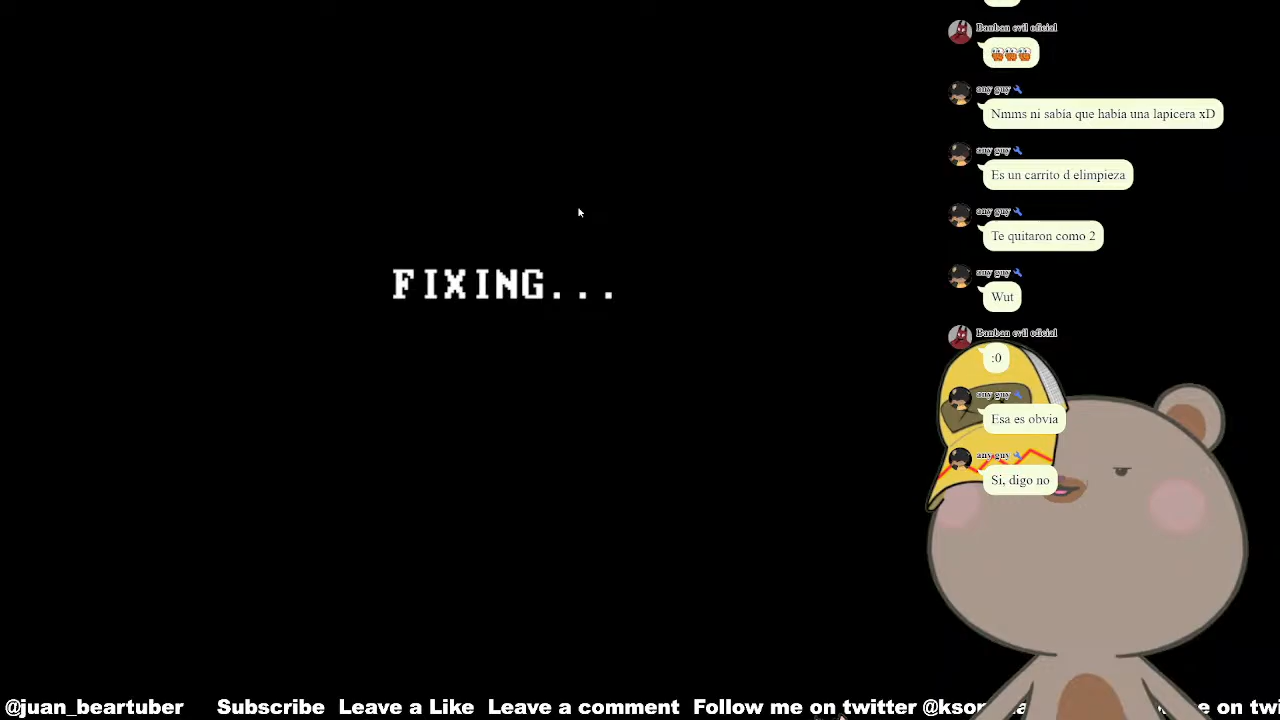 Banban evil oficial
any guy
Nmms ni sabía que había una lapicera xD
any guy
Es un carrito d elimpieza
any guy
Te quitaron como 2
any guy
Wut
FIXING...
Banban evil oficial
:0
any guy
Esa es obvia
any guy
Si, digo no
@juan_beartuber Subscribe Leave a Like Leave a comment Follow me on twitter